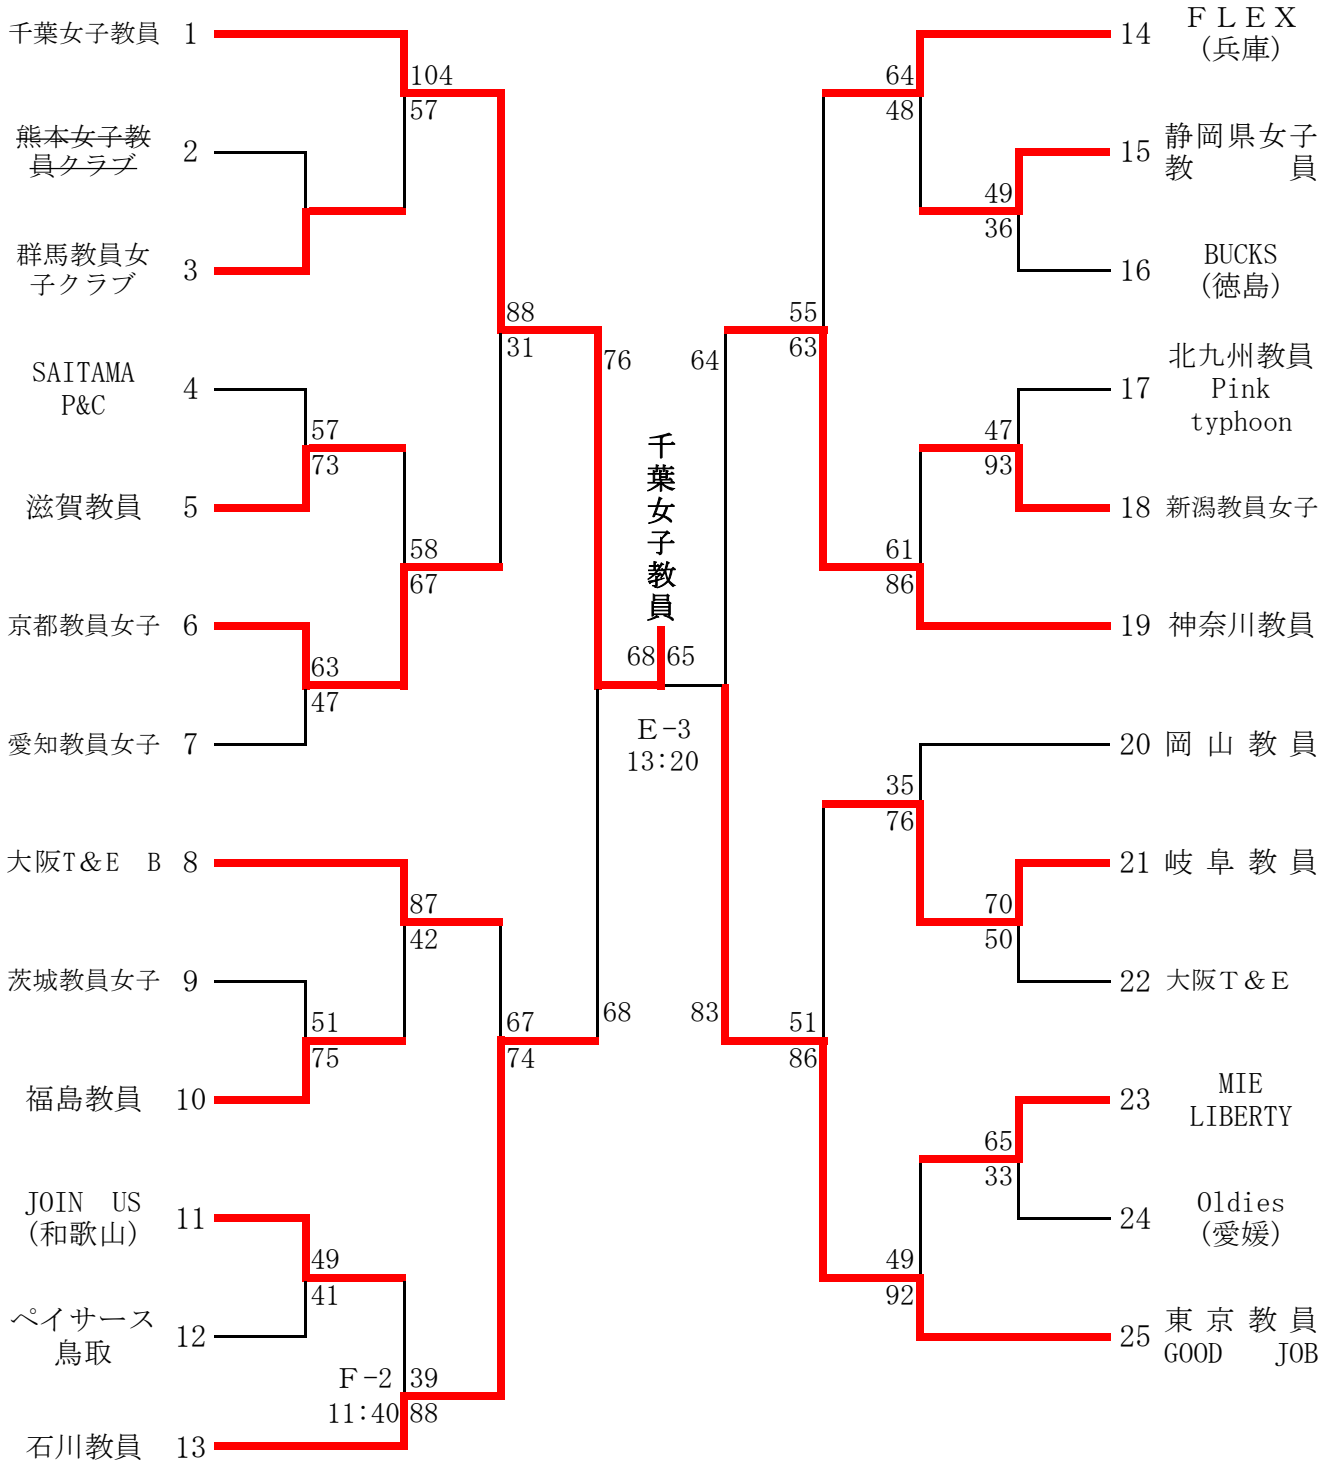 千葉女子教員 1
熊本女子教
員クラブ
2
群馬教員女
子クラブ
3
SAITAMA
P&C
4
滋賀教員 5
京都教員女子 6
愛知教員女子 7
大阪T&E B 8
茨城教員女子 9
福島教員 10
JOIN US
(和歌山)
11
ペイサース
鳥取
12
石川教員 13
104
57
57
73
63
47
58
67
88
31
87
42
51
75
49
41
F-2
11:40
39
88
67
74
76
68
千葉女子教員
68 65
E-3
13:20
64
83
55
63
51
86
64
48
49
36
47
93
61
86
35
76
70
50
65
33
49
92
14 FLEX
(兵庫)
15 静岡県女子
教員
16 BUCKS
(徳島)
17 北九州教員
Pink
typhoon
18 新潟教員女子
19 神奈川教員
20 岡山教員
21 岐阜教員
22 大阪T&E
23 MIE
LIBERTY
24 Oldies
(愛媛)
25 東京教員
GOOD JOB